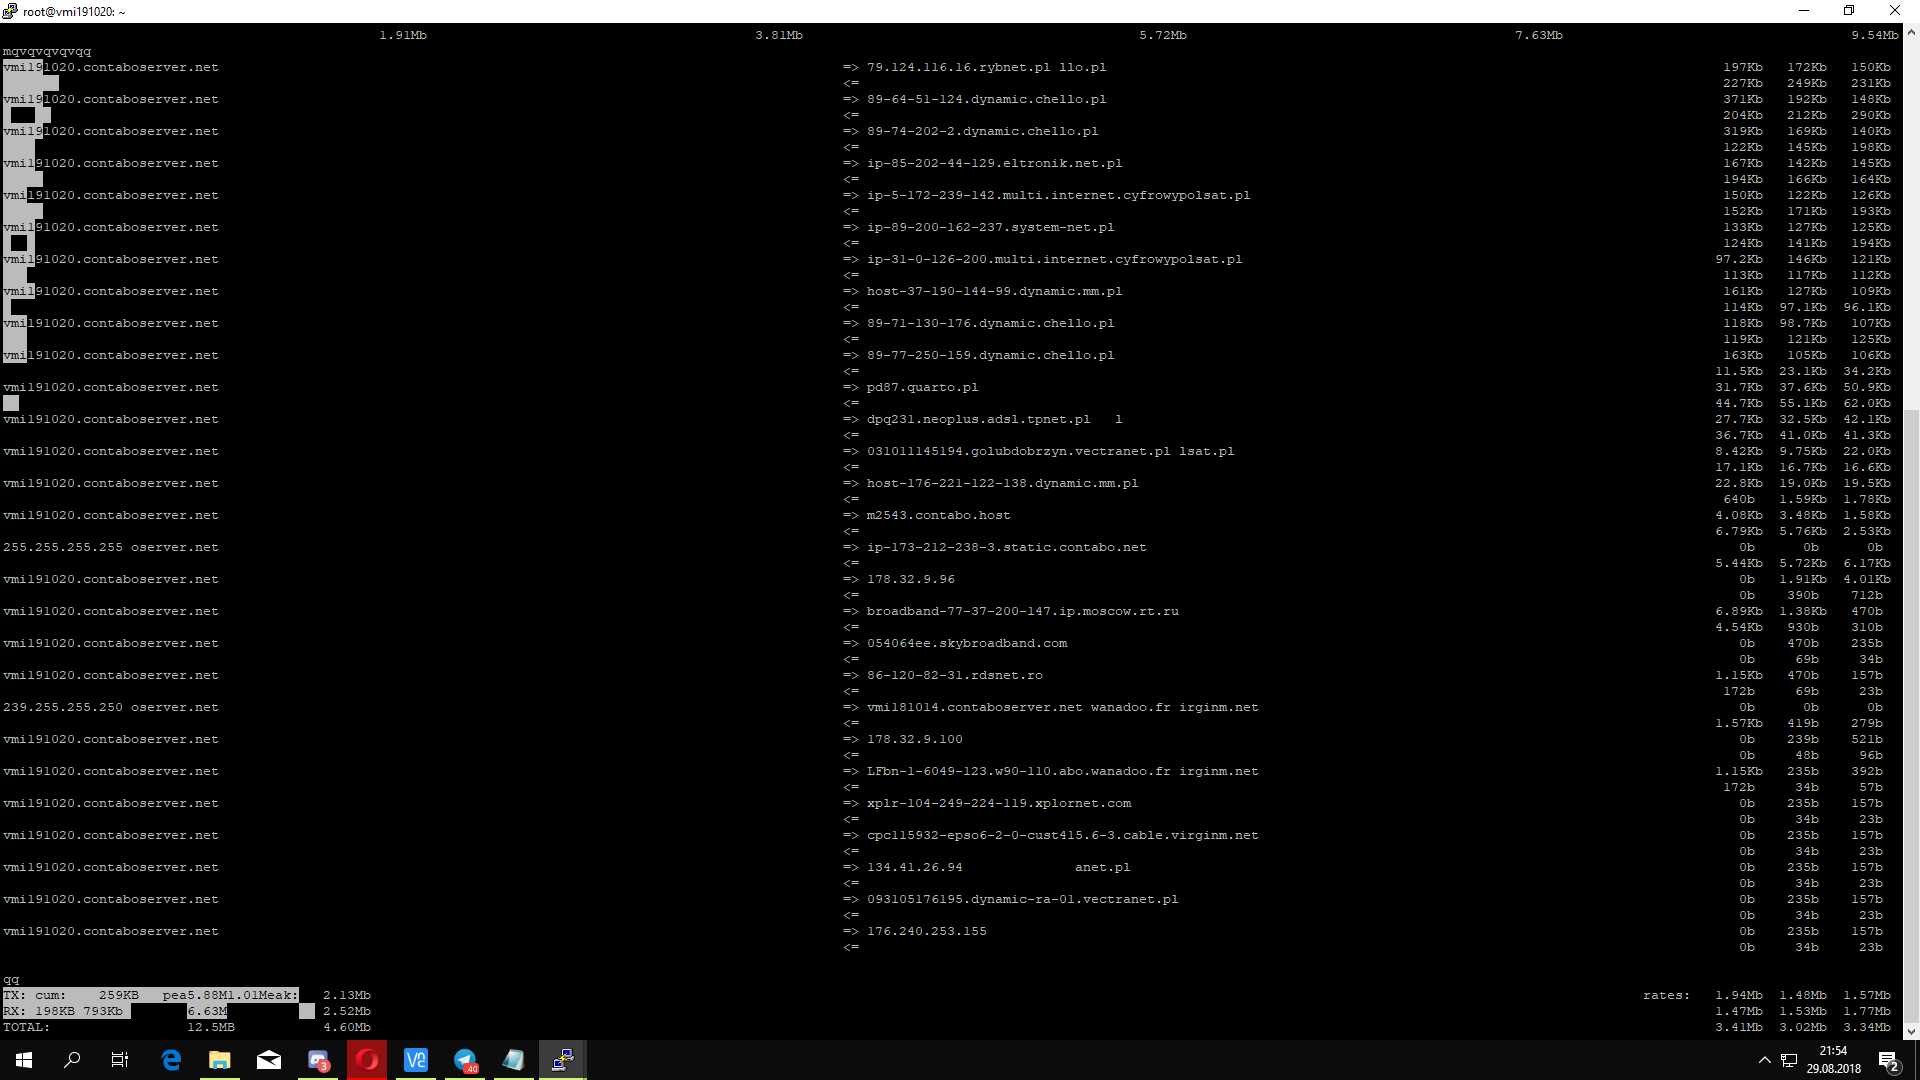 root@vmi191020: ~
1.91Mb 3.81Mb 5.72Mb 7.63Mb 9.54Mb
mqvqvqvqvqq
vmi191020.contaboserver.net => 79.124.116.16.rybnet.pl llo.pl 197Kb 172Kb 150Kb
<= 227Kb 249Kb 231Kb
vmi191020.contaboserver.net => 89-64-51-124.dynamic.chello.pl 371Kb 192Kb 148Kb
<= 204Kb 212Kb 290Kb
vmi191020.contaboserver.net => 89-74-202-2.dynamic.chello.pl 319Kb 169Kb 140Kb
<= 122Kb 145Kb 198Kb
vmi191020.contaboserver.net => ip-85-202-44-129.eltronik.net.pl 167Kb 142Kb 145Kb
<= 194Kb 166Kb 164Kb
vmi191020.contaboserver.net => ip-5-172-239-142.multi.internet.cyfrowypolsat.pl 150Kb 122Kb 126Kb
<= 152Kb 171Kb 193Kb
vmi191020.contaboserver.net => ip-89-200-162-237.system-net.pl 133Kb 127Kb 125Kb
<= 124Kb 141Kb 194Kb
vmi191020.contaboserver.net => ip-31-0-126-200.multi.internet.cyfrowypolsat.pl 97.2Kb 146Kb 121Kb
<= 113Kb 117Kb 112Kb
vmi191020.contaboserver.net => host-37-190-144-99.dynamic.mm.pl 161Kb 127Kb 109Kb
<= 114Kb 97.1Kb 96.1Kb
vmi191020.contaboserver.net => 89-71-130-176.dynamic.chello.pl 118Kb 98.7Kb 107Kb
<= 119Kb 121Kb 125Kb
vmi191020.contaboserver.net => 89-77-250-159.dynamic.chello.pl 163Kb 105Kb 106Kb
<= 11.5Kb 23.1Kb 34.2Kb
vmi191020.contaboserver.net => pd87.quarto.pl 31.7Kb 37.6Kb 50.9Kb
<= 44.7Kb 55.1Kb 62.0Kb
vmi191020.contaboserver.net => dpq231.neoplus.adsl.tpnet.pl l 27.7Kb 32.5Kb 42.1Kb
<= 36.7Kb 41.0Kb 41.3Kb
vmi191020.contaboserver.net => 031011145194.golubdobrzyn.vectranet.pl lsat.pl 8.42Kb 9.75Kb 22.0Kb
<= 17.1Kb 16.7Kb 16.6Kb
vmi191020.contaboserver.net => host-176-221-122-138.dynamic.mm.pl 22.8Kb 19.0Kb 19.5Kb
<= 640b 1.59Kb 1.78Kb
vmi191020.contaboserver.net => m2543.contabo.host 4.08Kb 3.48Kb 1.58Kb
<= 6.79Kb 5.76Kb 2.53Kb
255.255.255.255 oserver.net => ip-173-212-238-3.static.contabo.net 0b 0b 0b
<= 5.44Kb 5.72Kb 6.17Kb
vmi191020.contaboserver.net => 178.32.9.96 0b 1.91Kb 4.01Kb
<= 0b 390b 712b
vmi191020.contaboserver.net => broadband-77-37-200-147.ip.moscow.rt.ru 6.89Kb 1.38Kb 470b
<= 4.54Kb 930b 310b
vmi191020.contaboserver.net => 054064ee.skybroadband.com 0b 470b 235b
<= 0b 69b 34b
vmi191020.contaboserver.net => 86-120-82-31.rdsnet.ro 1.15Kb 470b 157b
<= 172b 69b 23b
239.255.255.250 oserver.net => vmi181014.contaboserver.net wanadoo.fr irginm.net 0b 0b 0b
<= 1.57Kb 419b 279b
vmi191020.contaboserver.net => 178.32.9.100 0b 239b 521b
<= 0b 48b 96b
vmi191020.contaboserver.net => LFbn-1-6049-123.w90-110.abo.wanadoo.fr irginm.net 1.15Kb 235b 392b
<= 172b 34b 57b
vmi191020.contaboserver.net => xplr-104-249-224-119.xplornet.com 0b 235b 157b
<= 0b 34b 23b
vmi191020.contaboserver.net => cpc115932-epso6-2-0-cust415.6-3.cable.virginm.net 0b 235b 157b
<= 0b 34b 23b
vmi191020.contaboserver.net => 134.41.26.94 anet.pl 0b 235b 157b
<= 0b 34b 23b
vmi191020.contaboserver.net => 093105176195.dynamic-ra-01.vectranet.pl 0b 235b 157b
<= 0b 34b 23b
vmi191020.contaboserver.net => 176.240.253.155 0b 235b 157b
<= 0b 34b 23b
qq
TX: cum: 259KB pea5.88M1.01Meak: 2.13Mb rates: 1.94Mb 1.48Mb 1.57Mb
RX: 198KB 793Kb 6.63M 2.52Mb 1.47Mb 1.53Mb 1.77Mb
TOTAL: 12.5MB 4.60Mb 3.41Mb 3.02Mb 3.34Mb
3
V2
40
21:54
29.08.2018
2